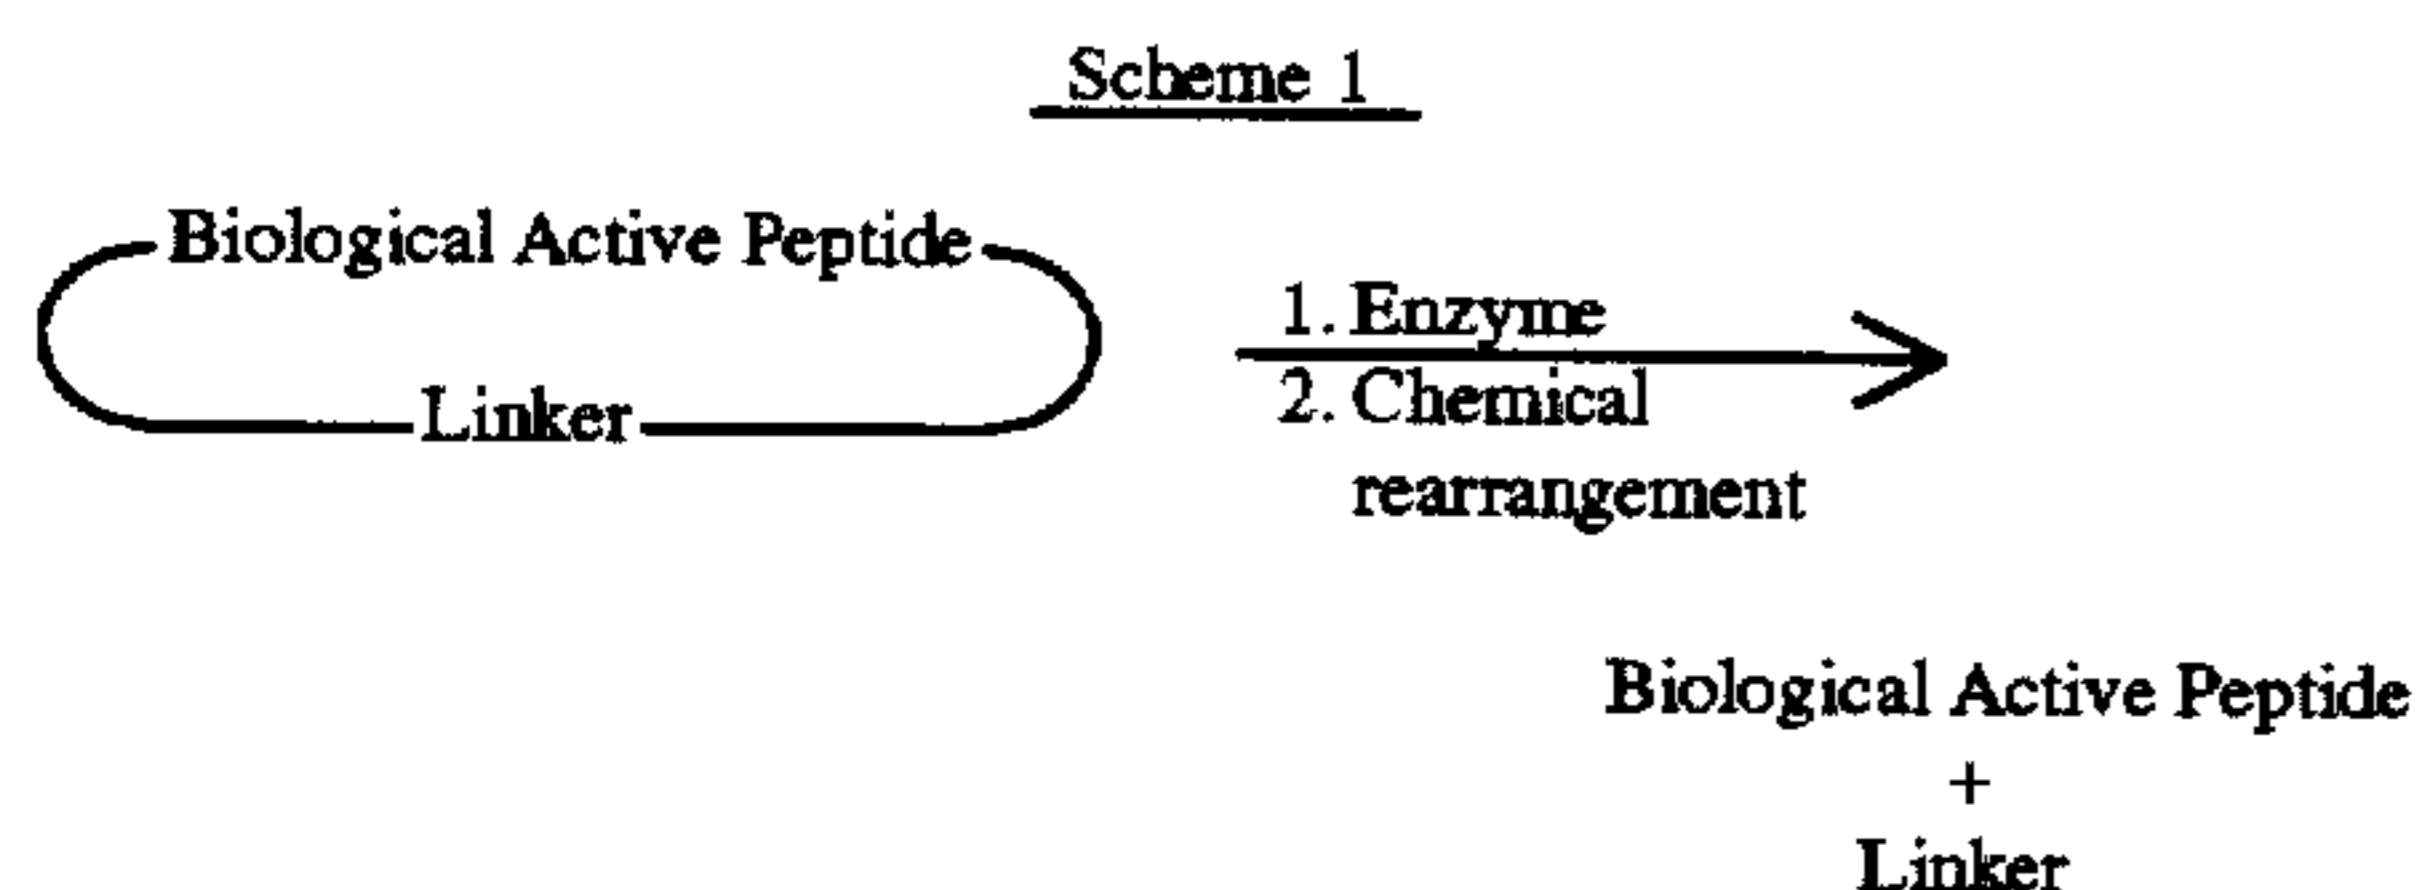 Scheme 1
Biological Active Peptide
Linker
1. Enzyme
2. Chemical
rearrangement
Biological Active Peptide
+
Linker